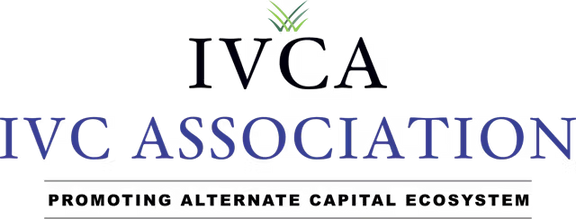 IVCA
IVC ASSOCIATION
PROMOTING ALTERNATE CAPITAL ECOSYSTEM